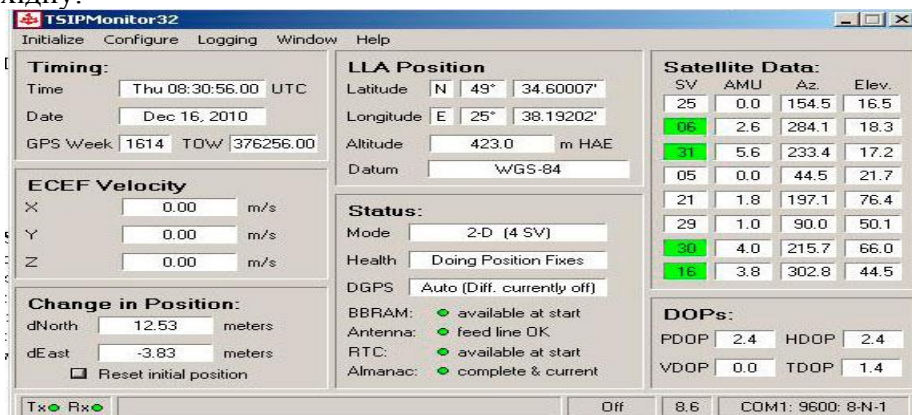 хідну.
TSIPMonitor32
Initialize Configure Logging Window Help
Timing:
Time Thu 08:30:56.00 UTC
Date Dec 16, 2010
GPS Week 1614 TOW 376256.00
ECEF Velocity
X 0.00 m/s
Y 0.00 m/s
Z 0.00 m/s
Change in Position:
dNorth 12.53 meters
dEast -3.83 meters
Reset initial position
LLA Position
Latitude N 49° 34.60007'
Longitude E 25° 38.19202'
Altitude 423.0 m HAE
Datum WGS-84
Status:
Mode 2-D (4 SV)
Health Doing Position Fixes
DGPS Auto (Diff. currently off)
BBRAM: available at start
Antenna: feed line OK
RTC: available at start
Almanac: complete & current
Satellite Data:
SV AMU Az. Elev.
25 0.0 154.5 16.5
06 2.6 284.1 18.3
31 5.6 233.4 17.2
05 0.0 44.5 21.7
21 1.8 197.1 76.4
29 1.0 90.0 50.1
30 4.0 215.7 66.0
16 3.8 302.8 44.5
DOPs:
PDOP 2.4 HDOP 2.4
VDOP 0.0 TDOP 1.4
Tx Rx Off 8.6 COM1: 9600: 8-N-1